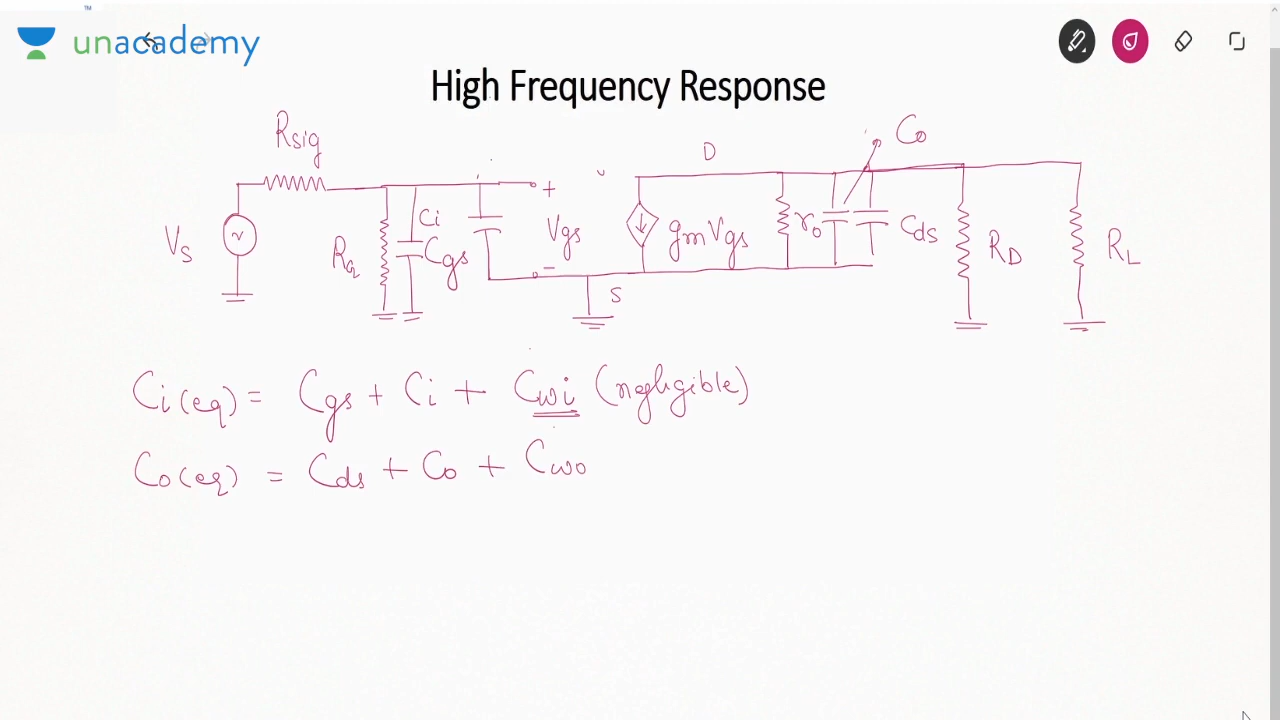 ™
unacademy
High Frequency Response
Rsig
D
Co
Vs
RG
Ci
Cgs
+
Vgs
-
gmVgs
ro
Cds
RD
RL
S
Ci(eq) = Cgs + Ci + Cwi (negligible)
Co(eq) = Cds + Co + Cwo